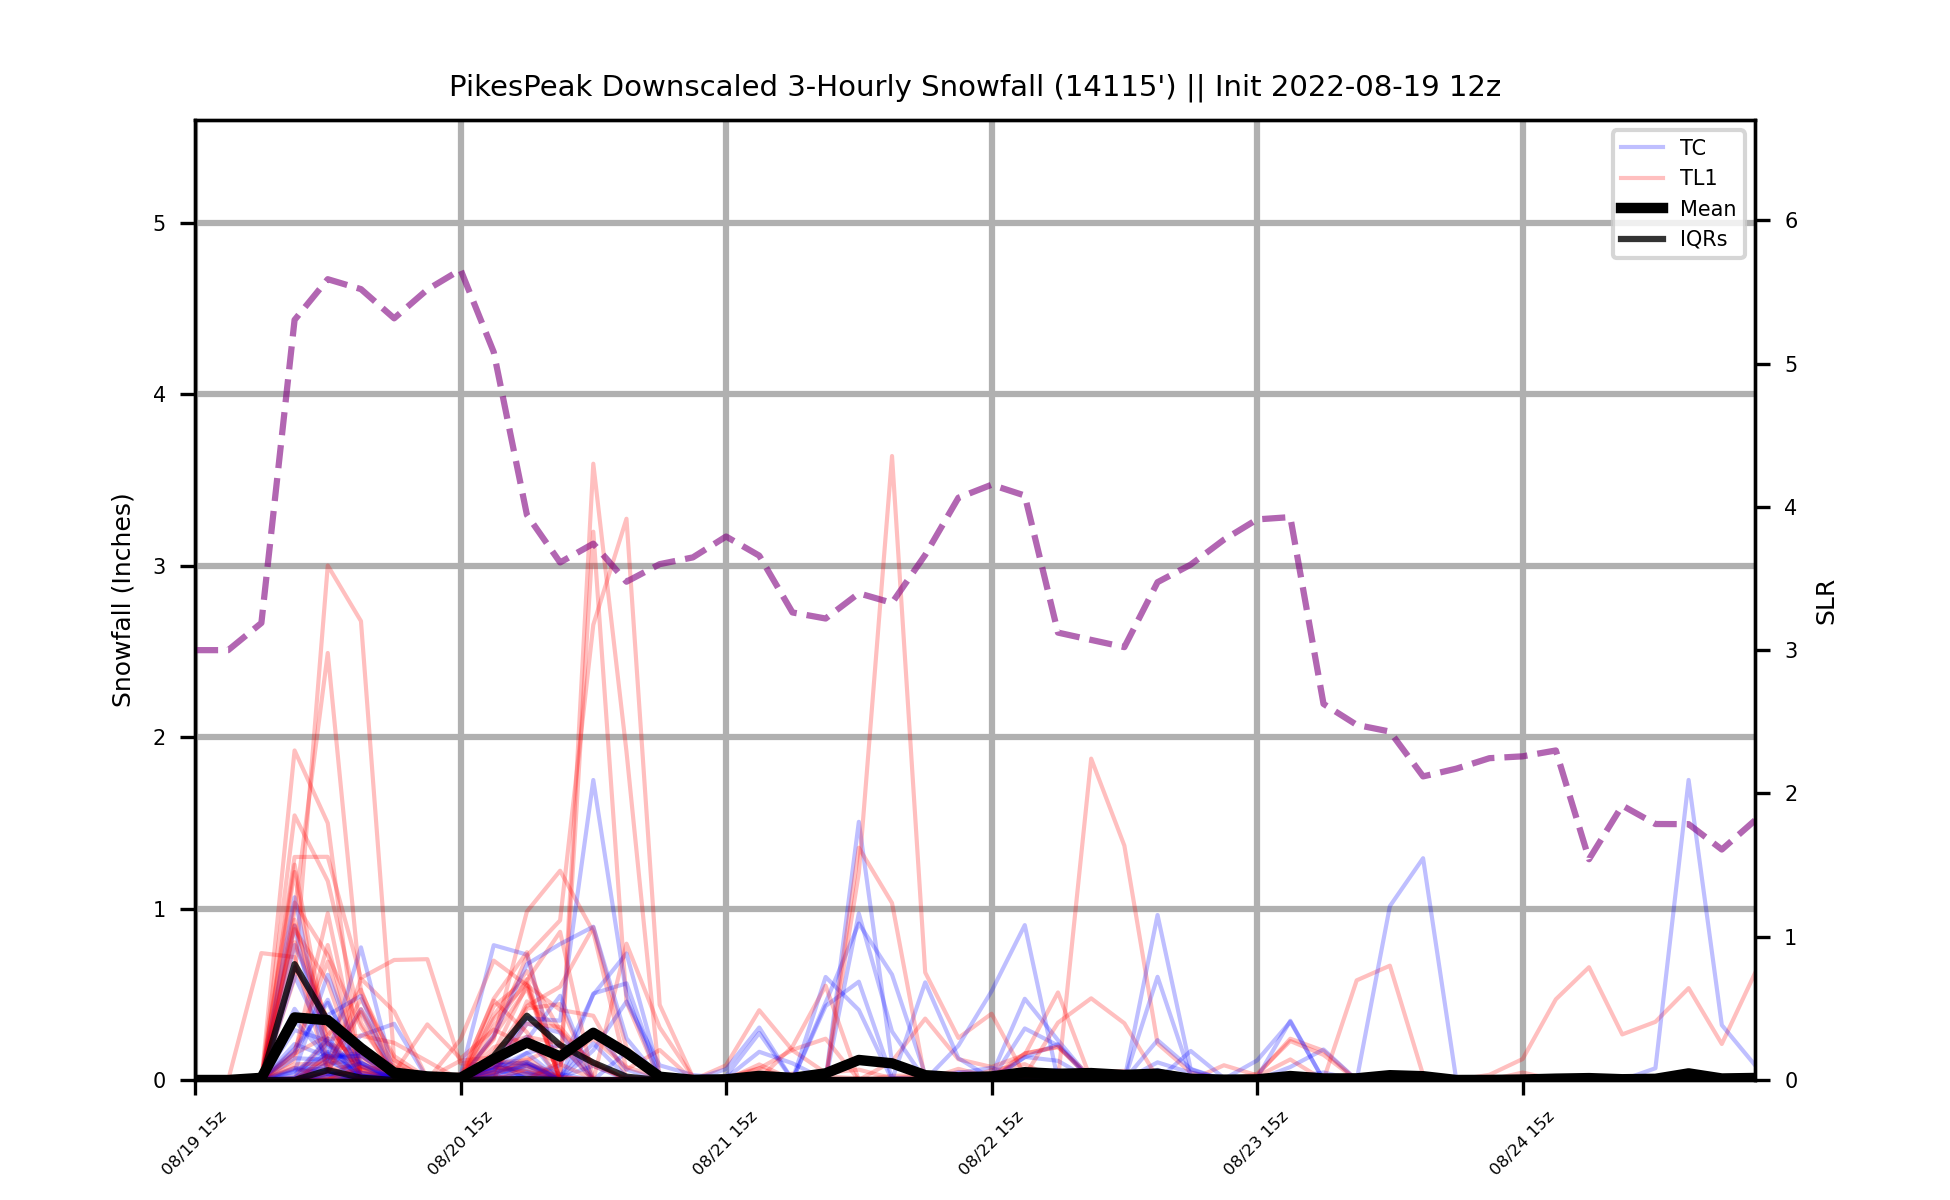 PikesPeak Downscaled 3-Hourly Snowfall (14115') || Init 2022-08-19 12z
TC
TL1
Mean
IQRs
Snowfall (Inches)
5
4
3
2
1
0
SLR
6
5
4
3
2
1
0
08/19 15z
08/20 15z
08/21 15z
08/22 15z
08/23 15z
08/24 15z